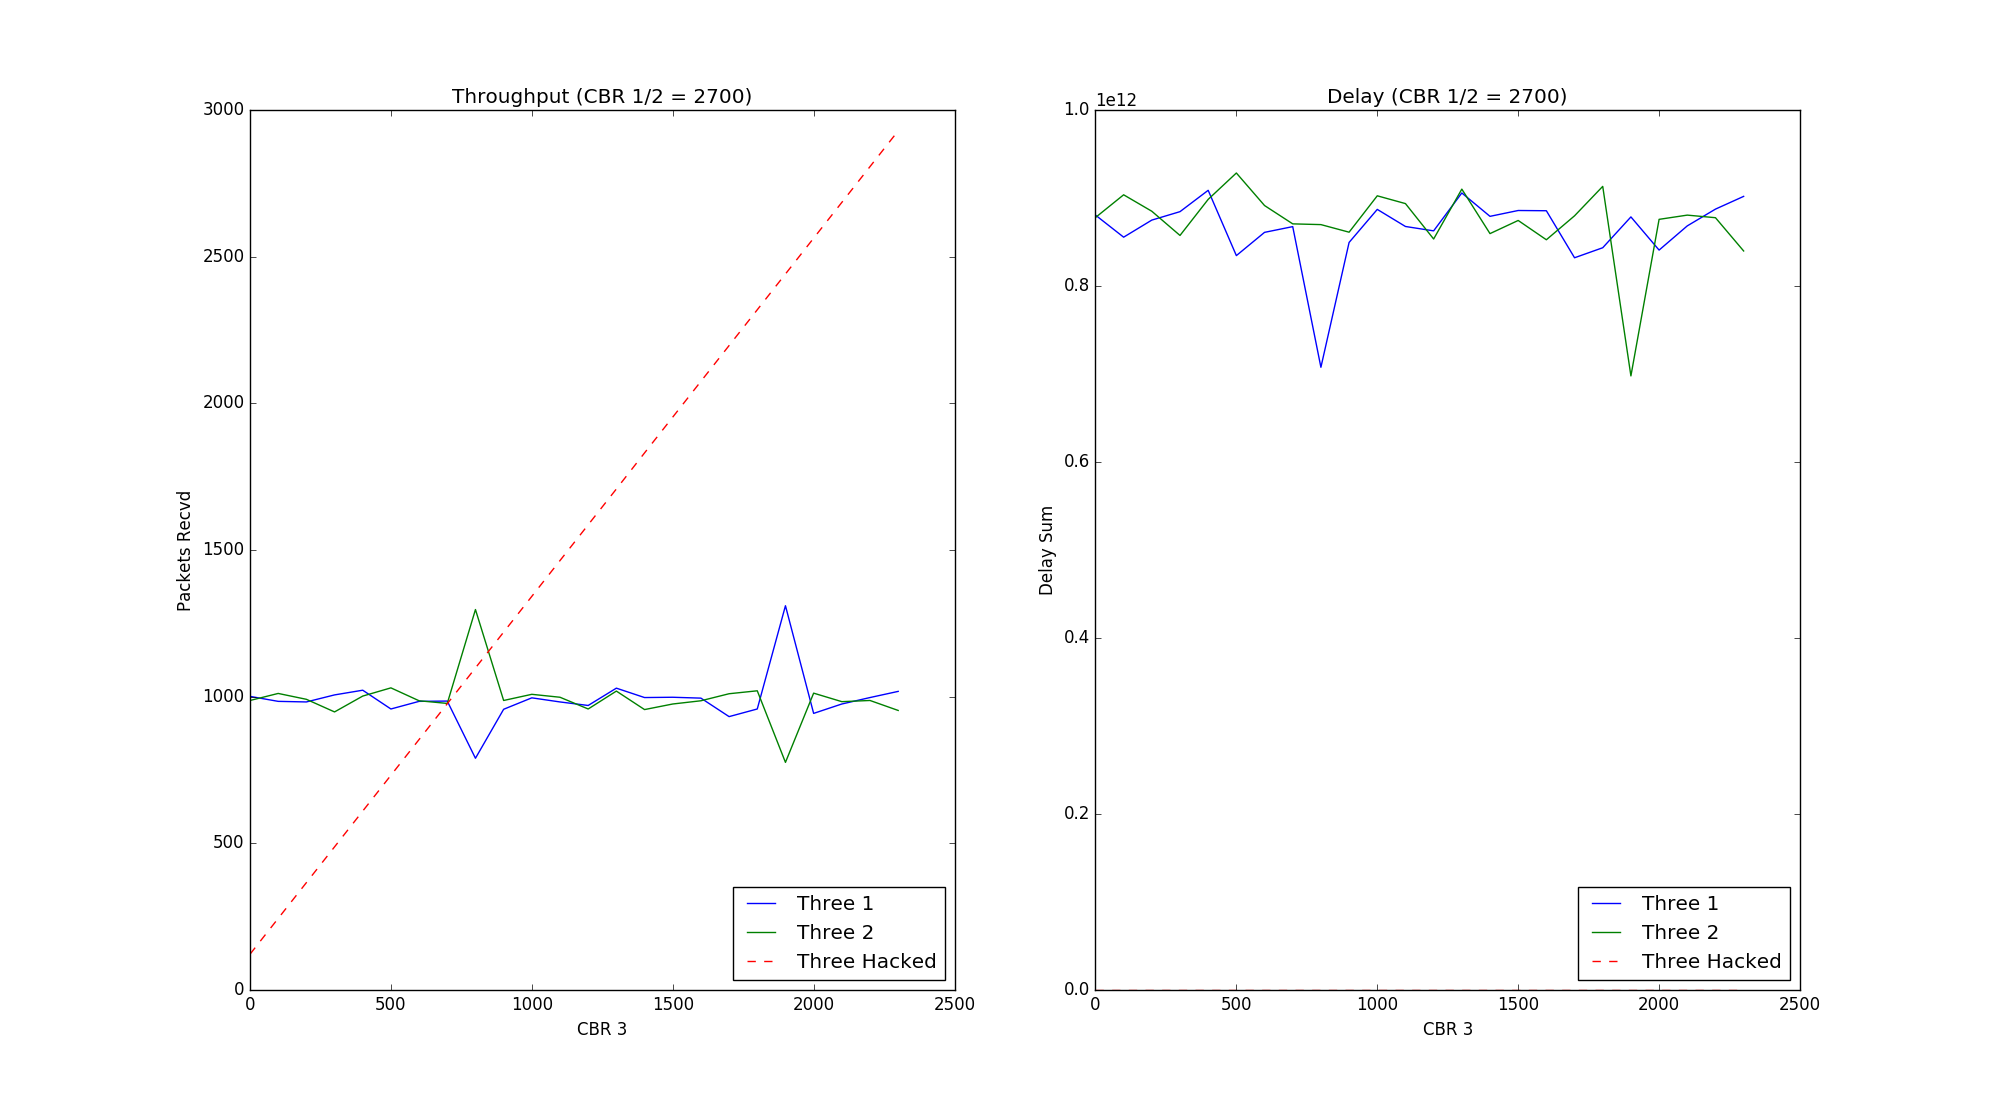 Throughput (CBR 1/2 = 2700)
3000
2500
2000
1500
1000
500
0
Packets Recvd
0 500 1000 1500 2000 2500
CBR 3
Three 1
Three 2
Three Hacked
Delay (CBR 1/2 = 2700)
1e12
1.0
0.8
0.6
0.4
0.2
0.0
Delay Sum
0 500 1000 1500 2000 2500
CBR 3
Three 1
Three 2
Three Hacked